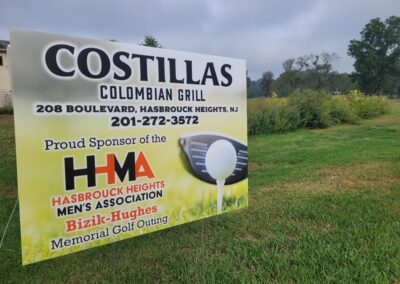 COSTILLAS
COLOMBIAN GRILL
208 BOULEVARD, HASBROUCK HEIGHTS, NJ
201-272-3572
Proud Sponsor of the
HHMA
HASBROUCK HEIGHTS
MEN'S ASSOCIATION
Bizik-Hughes
Memorial Golf Outing